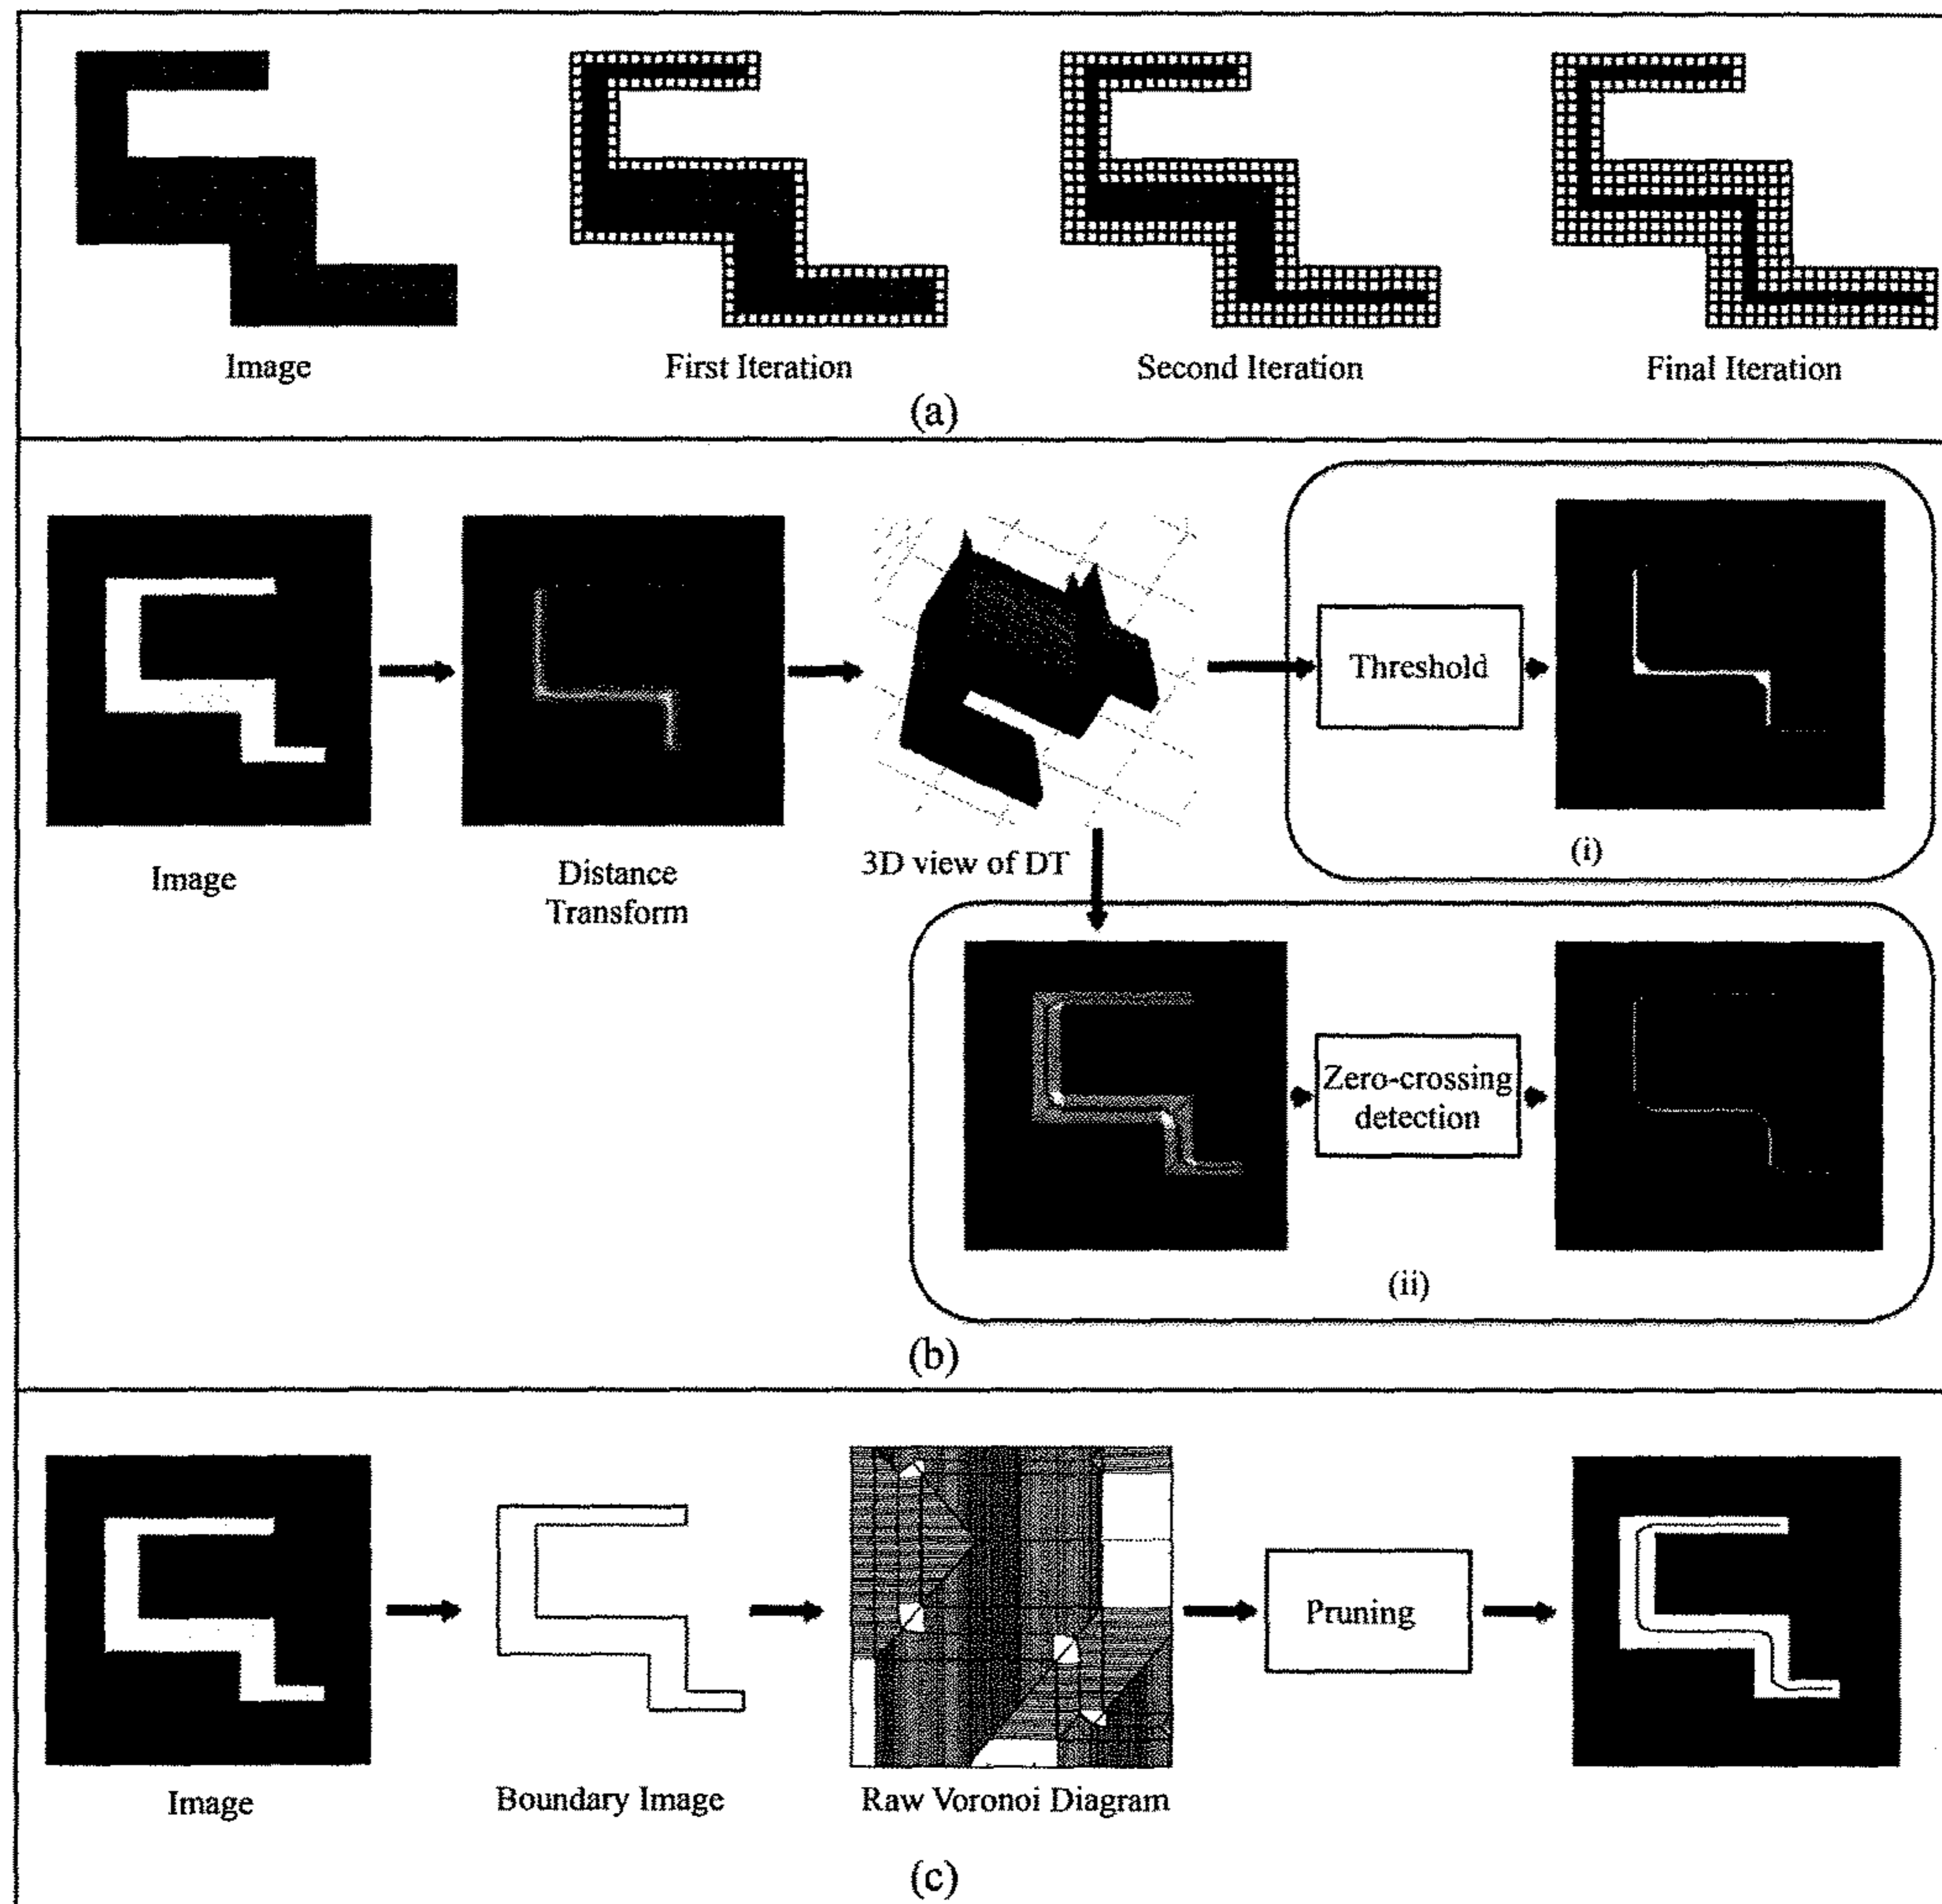 Image
First Iteration
Second Iteration
Final Iteration
(a)
Image
Distance
Transform
3D view of DT
Threshold
(i)
Zero-crossing
detection
(ii)
(b)
Image
Boundary Image
Raw Voronoi Diagram
Pruning
(c)